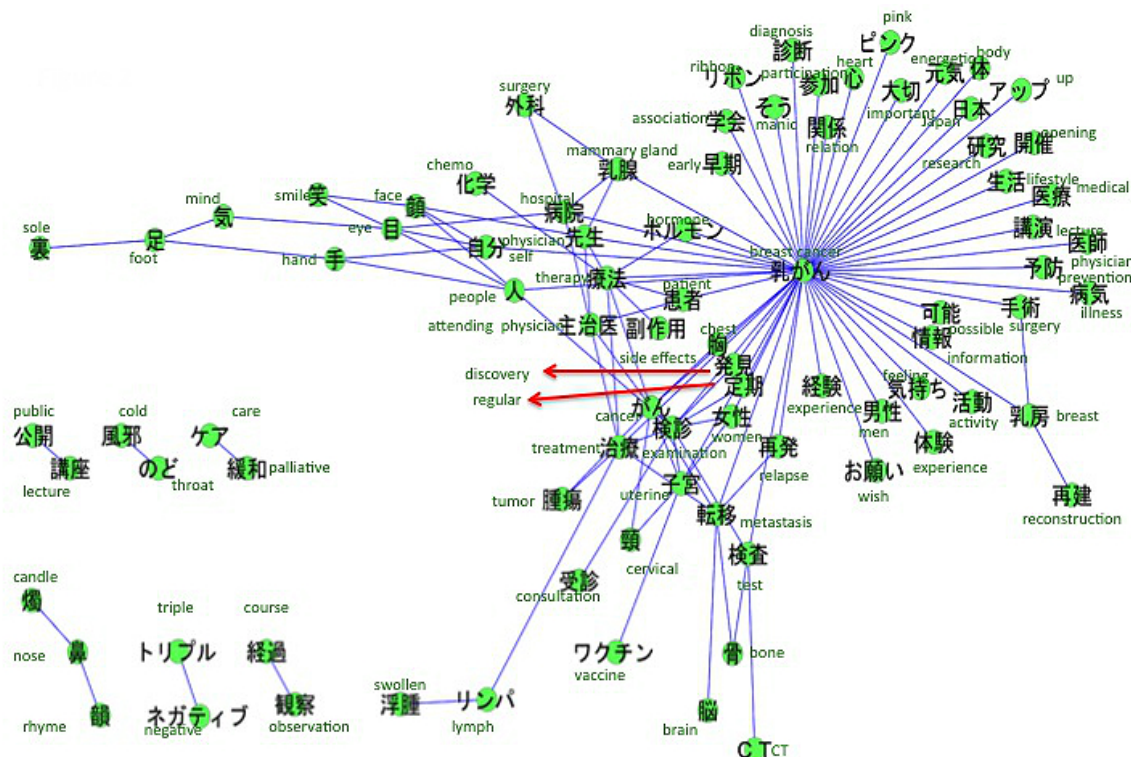 pink
diagnosis
診断
ピンク
ribbon
リボン
participation
参加
heart
心
energetic
元気
body
体
surgery
外科
大切
important
アップ
up
association
学会
そう
manic
関係
relation
日本
Japan
early
早期
research
研究
開催
opening
mammary gland
乳腺
chemo
化学
生活
lifestyle
医療
medical
mind
気
smile
笑
face
顔
hospital
病院
hormone
ホルモン
講演
lecture
医師
physician
sole
裏
足
foot
eye
目
hand
手
自分
self
physician
先生
breast cancer
乳がん
予防
prevention
病気
illness
people
人
therapy
療法
patient
患者
可能
possible
手術
surgery
attending physician
主治医
副作用
side effects
chest
胸
情報
information
discovery
発見
regular
定期
feeling
気持ち
経験
experience
男性
men
活動
activity
乳房
breast
cancer
がん
検診
examination
女性
women
public
公開
講座
lecture
cold
風邪
のど
throat
care
ケア
緩和
palliative
treatment
治療
再発
relapse
体験
experience
お願い
wish
tumor
腫瘍
uterine
子宮
転移
metastasis
再建
reconstruction
頸
cervical
検査
test
受診
consultation
candle
燭
nose
鼻
rhyme
韻
triple
トリプル
ネガティブ
negative
course
経過
観察
observation
ワクチン
vaccine
骨
bone
swollen
浮腫
リンパ
lymph
脳
brain
CT
CT